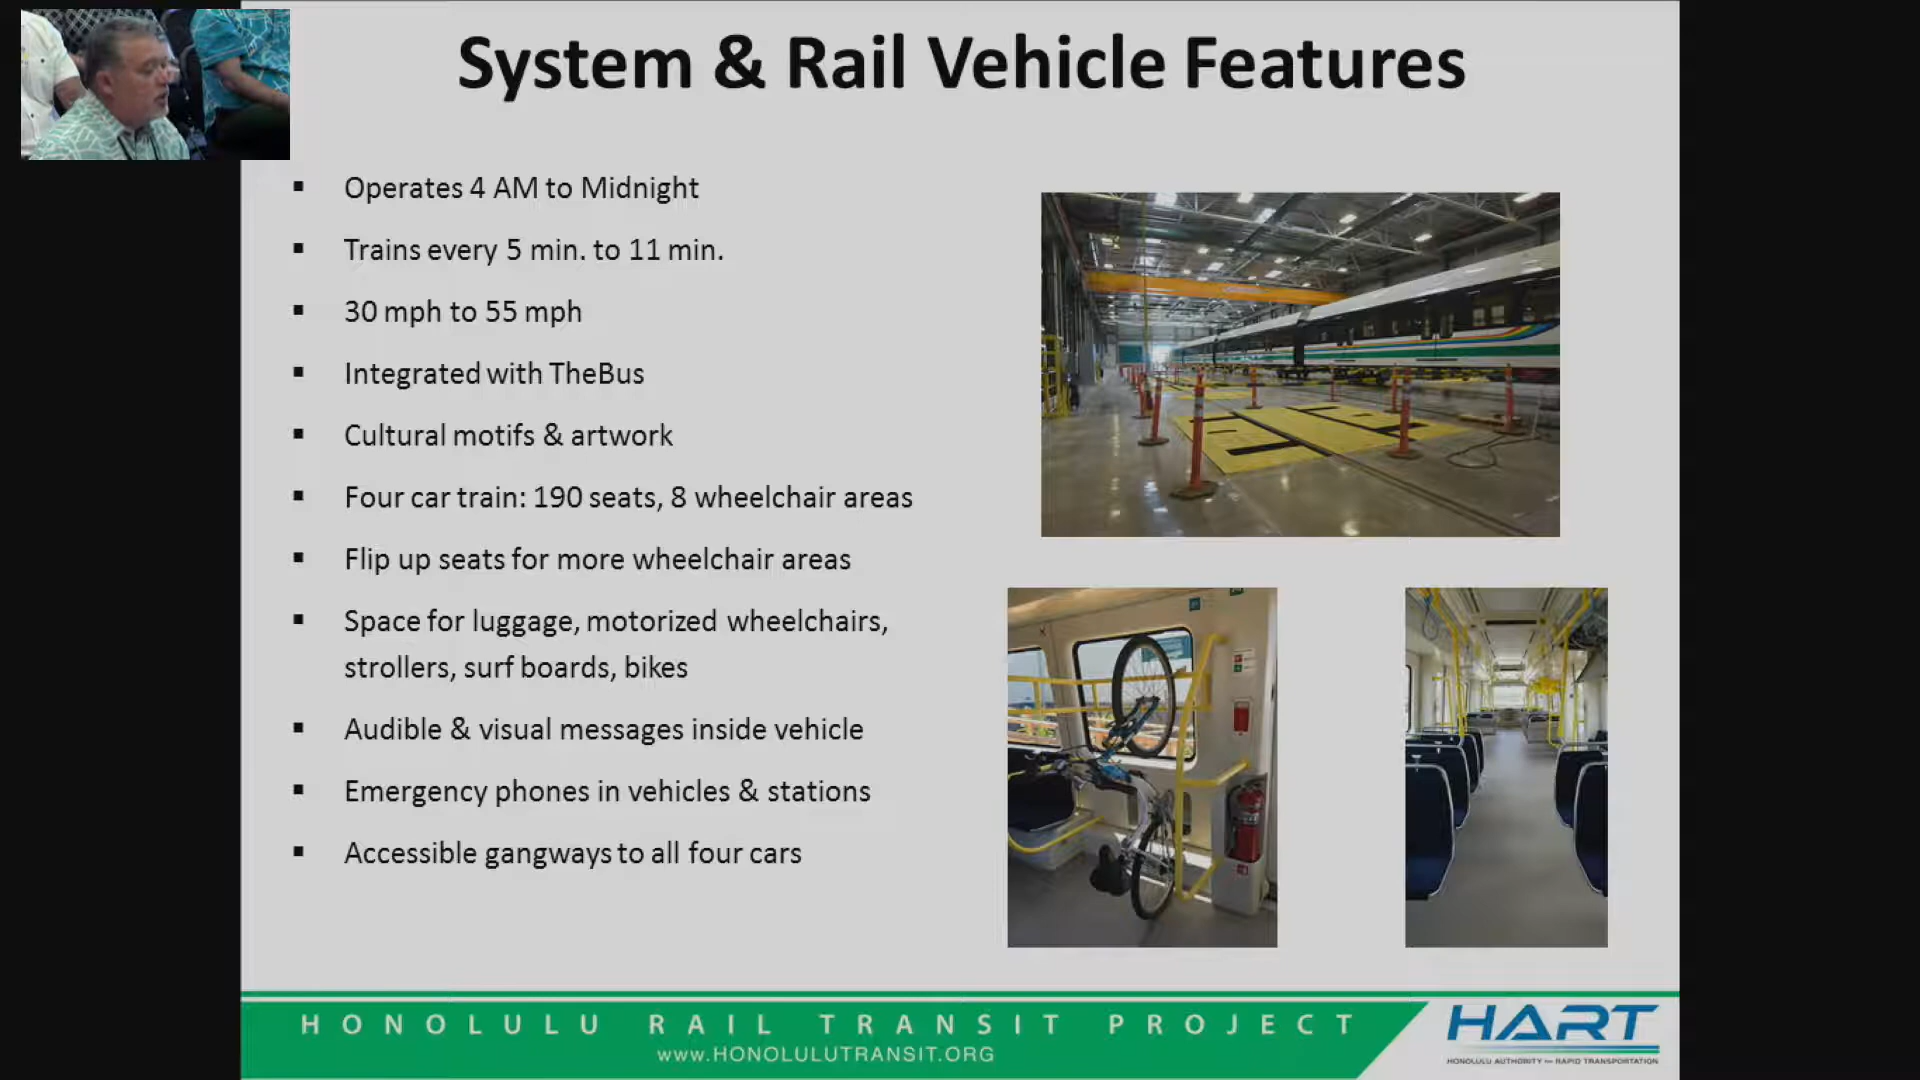 System & Rail Vehicle Features
Operates 4 AM to Midnight
Trains every 5 min. to 11 min.
30 mph to 55 mph
Integrated with TheBus
Cultural motifs & artwork
Four car train: 190 seats, 8 wheelchair areas
Flip up seats for more wheelchair areas
Space for luggage, motorized wheelchairs,
strollers, surf boards, bikes
Audible & visual messages inside vehicle
Emergency phones in vehicles & stations
Accessible gangways to all four cars
HONOLULU RAIL TRANSIT PROJECT
WWW.HONOLULUTRANSIT.ORG
HART
HONOLULU AUTHORITY for RAPID TRANSPORTATION